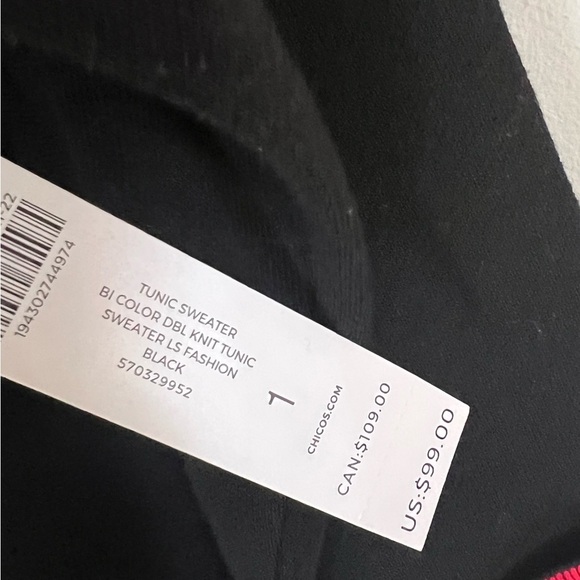 194302744974
TUNIC SWEATER
BI COLOR DBL KNIT TUNIC
SWEATER LS FASHION
BLACK
570329952
1
CHICOS.COM
CAN:$109.00
US:$99.00